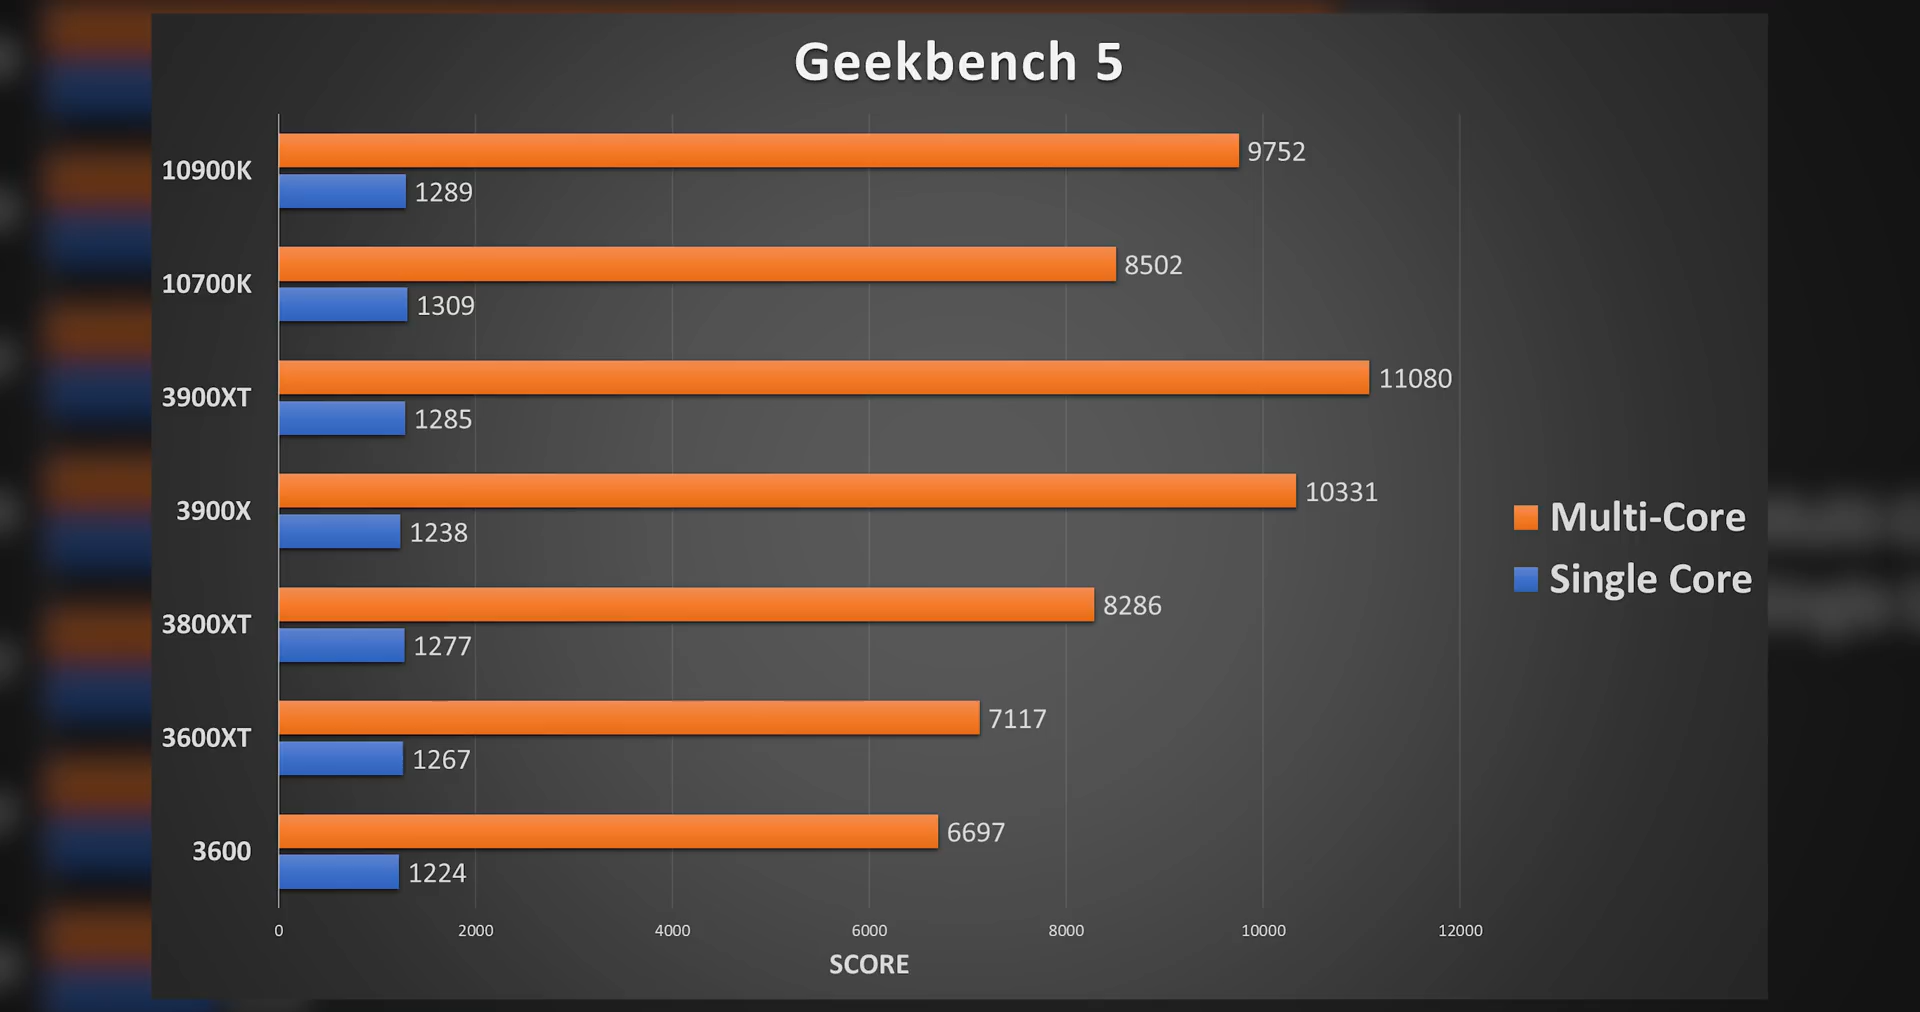 Geekbench 5
10900K
9752
1289
10700K
8502
1309
3900XT
11080
1285
3900X
10331
1238
3800XT
8286
1277
3600XT
7117
1267
3600
6697
1224
Multi-Core
Single Core
0 2000 4000 6000 8000 10000 12000
SCORE